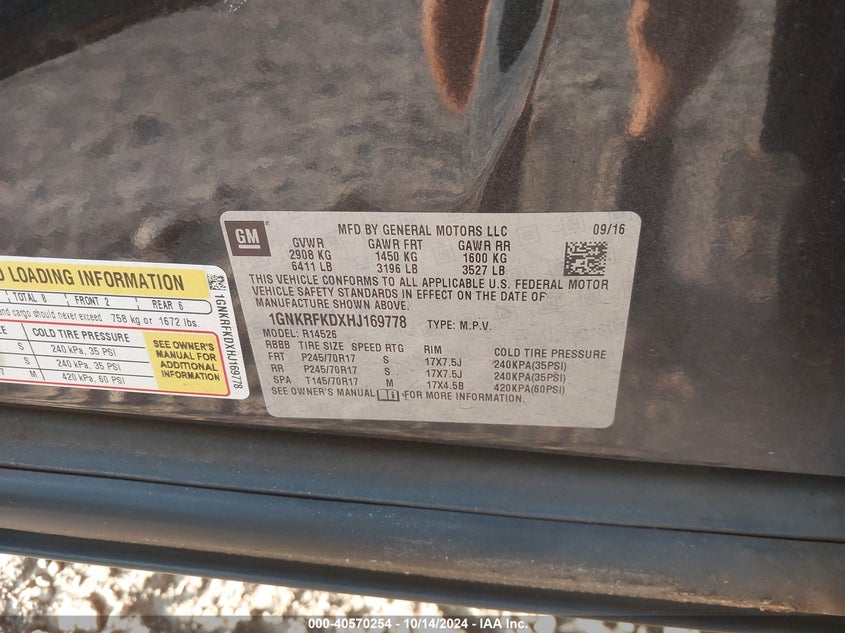 GM
MFD BY GENERAL MOTORS LLC 09/16
GVWR GAWR FRT GAWR RR
2908 KG 1450 KG 1600 KG
6411 LB 3196 LB 3527 LB
THIS VEHICLE CONFORMS TO ALL APPLICABLE U.S. FEDERAL MOTOR
VEHICLE SAFETY STANDARDS IN EFFECT ON THE DATE OF
MANUFACTURE SHOWN ABOVE.
1GNKRFKDXHJ169778 TYPE: M.P.V.
MODEL: R14526
RBBB TIRE SIZE SPEED RTG RIM COLD TIRE PRESSURE
FRT P245/70R17 S 17X7.5J 240KPA(35PSI)
RR P245/70R17 S 17X7.5J 240KPA(35PSI)
SPA T145/70R17 M 17X4.5B 420KPA(60PSI)
SEE OWNER'S MANUAL FOR MORE INFORMATION.
LOADING INFORMATION
TOTAL 8 FRONT 2 REAR 6
and cargo should never exceed 758 kg or 1672 lbs.
COLD TIRE PRESSURE
S 240 kPa, 35 PSI
S 240 kPa, 35 PSI
7 M 420 kPa, 60 PSI
SEE OWNER'S
MANUAL FOR
ADDITIONAL
INFORMATION
1GNKRFKDXHJ169778
000-40570254 - 10/14/2024 - IAA Inc.